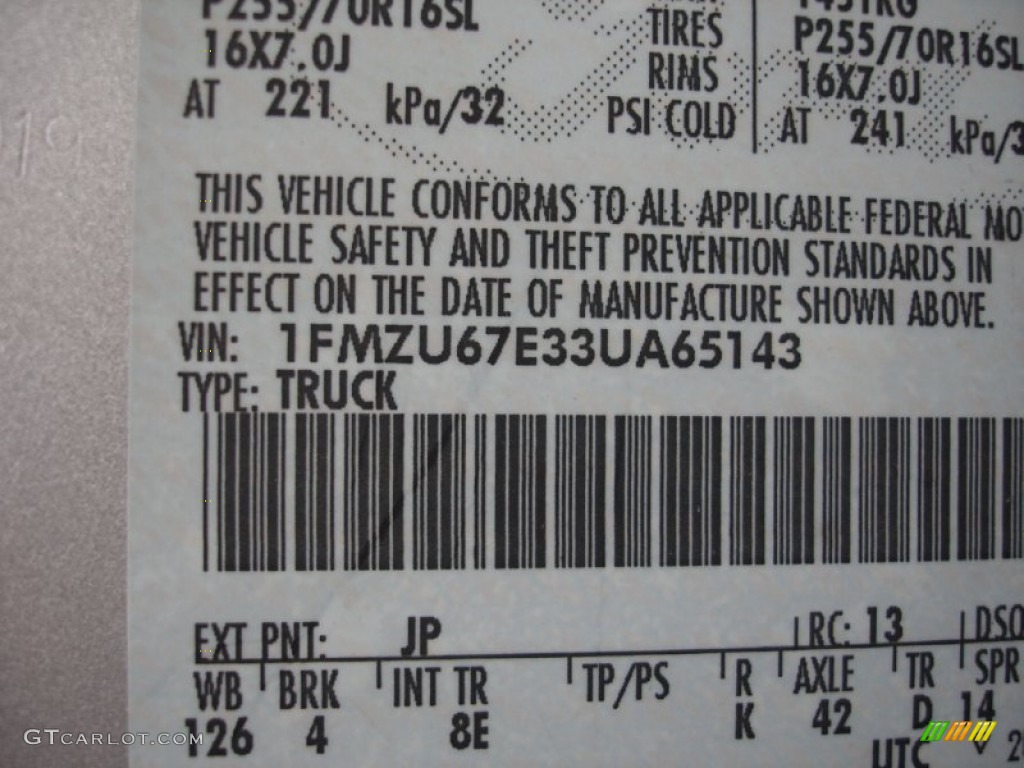 P255/70R16SL TIRES P255/70R16SL
16X7.0J RIMS 16X7.0J
AT 221 kPa/32 PSI COLD AT 241 kPa/3
THIS VEHICLE CONFORMS TO ALL APPLICABLE FEDERAL MO
VEHICLE SAFETY AND THEFT PREVENTION STANDARDS IN
EFFECT ON THE DATE OF MANUFACTURE SHOWN ABOVE.
VIN: 1FMZU67E33UA65143
TYPE: TRUCK
EXT PNT: JP RC: 13 DSO
WB BRK INT TR TP/PS R AXLE TR SPR
126 4 8E K 42 D 14
UTC
GTCARLOT.COM